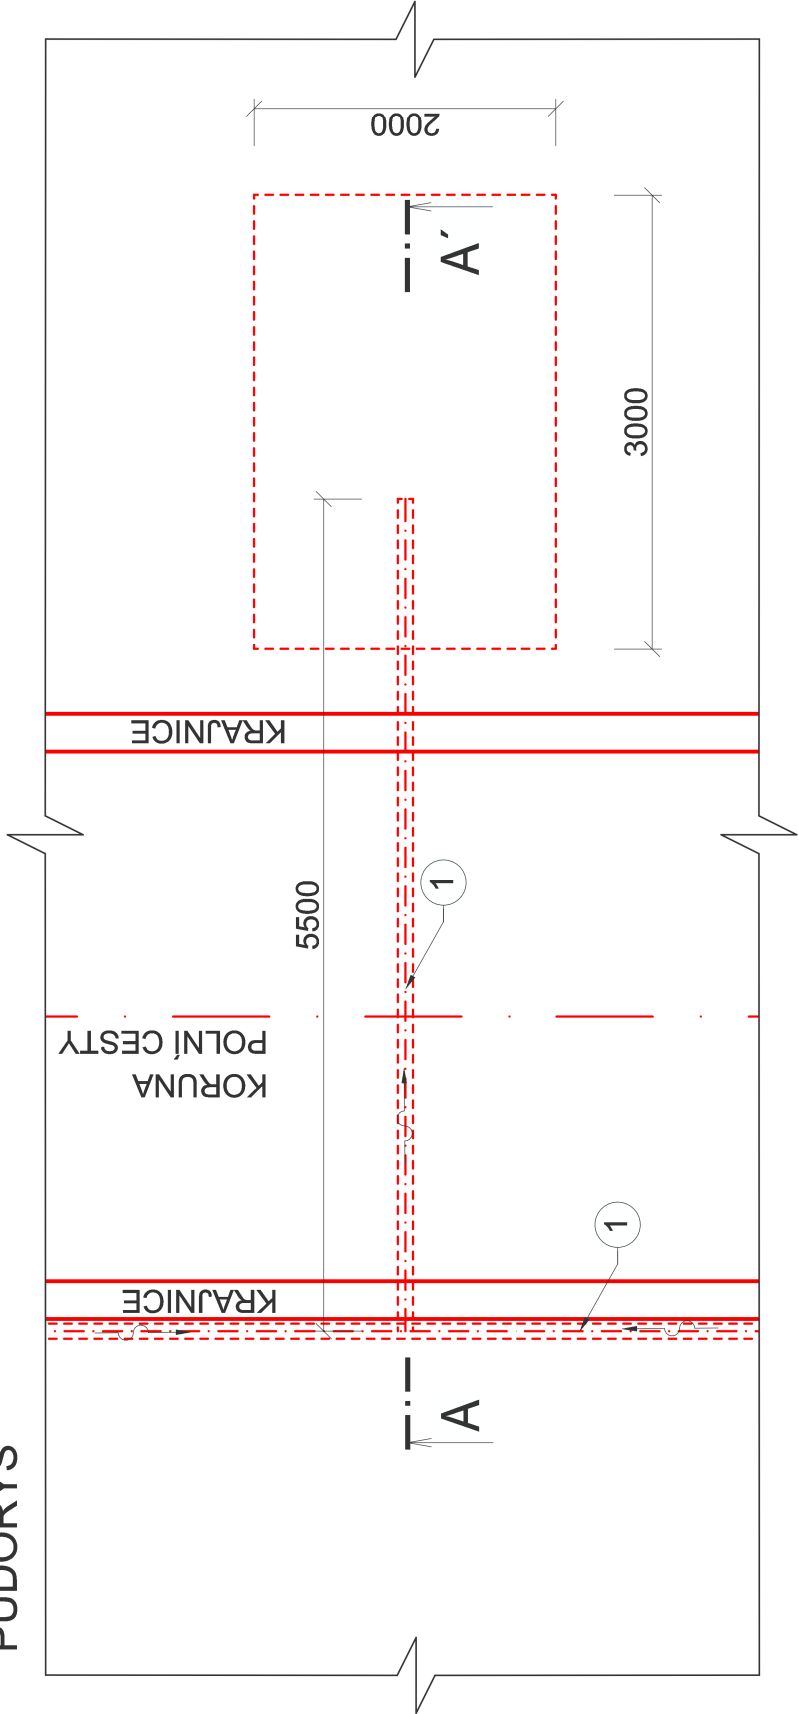 PŮDORYS
KRAJNICE
KORUNA
POLNÍ CESTY
KRAJNICE
5500
3000
2000
1
1
A
A´